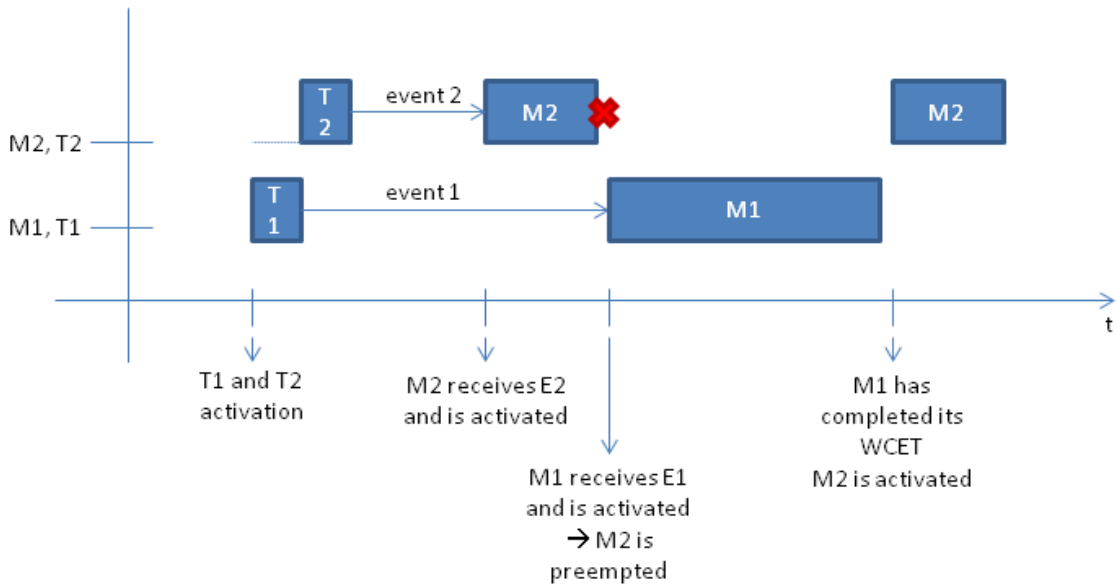 T
2
event 2
M2
M2
M2, T2
T
1
event 1
M1
M1, T1
t
T1 and T2
activation
M2 receives E2
and is activated
M1 receives E1
and is activated
→ M2 is
preempted
M1 has
completed its
WCET
M2 is activated